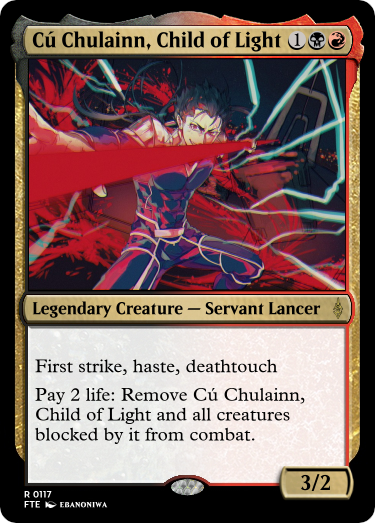 Cú Chulainn, Child of Light 1
Legendary Creature — Servant Lancer
First strike, haste, deathtouch
Pay 2 life: Remove Cú Chulainn,
Child of Light and all creatures
blocked by it from combat.
3/2
R 0117
FTE EBANONIWA